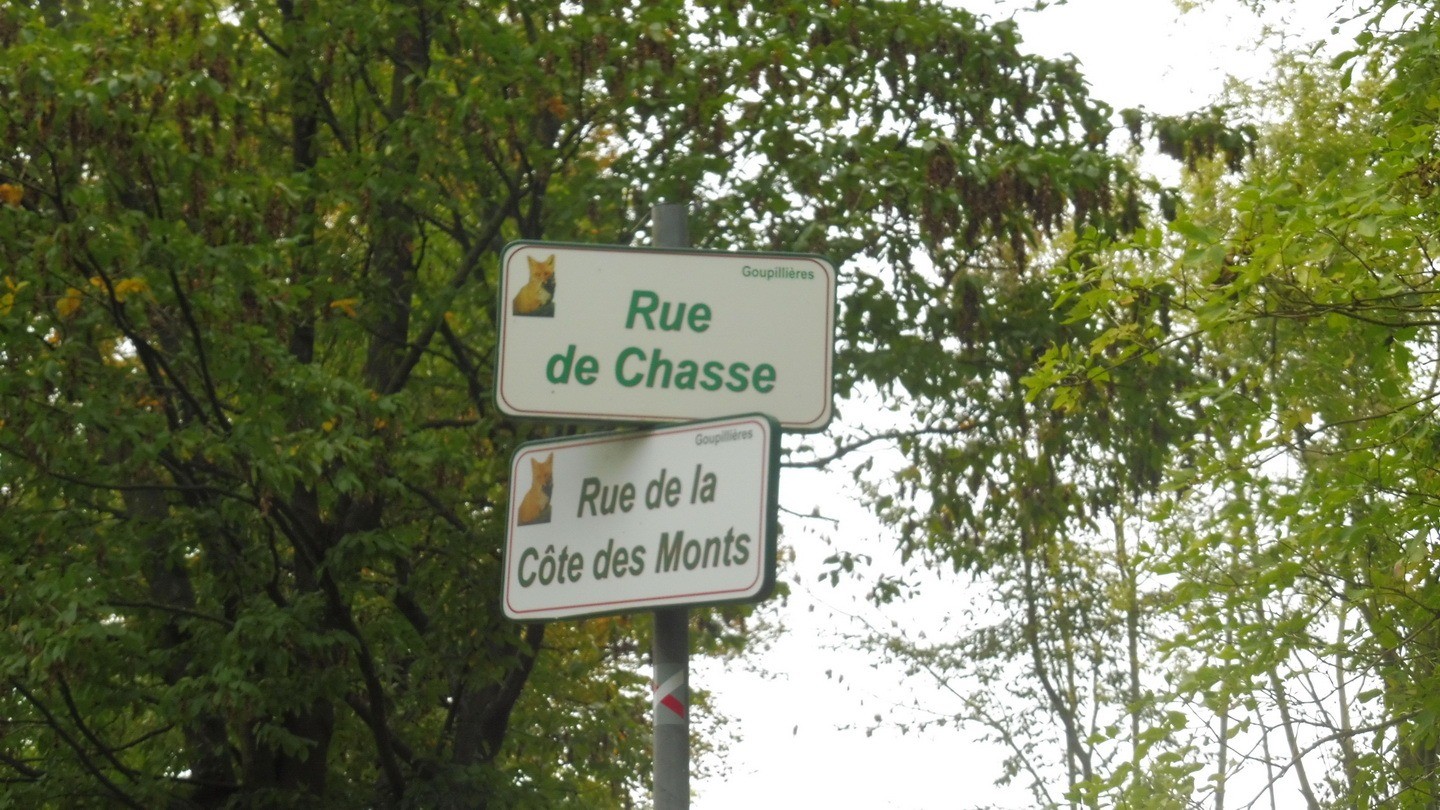 Goupillières
Rue
de Chasse
Goupillières
Rue de la
Côte des Monts